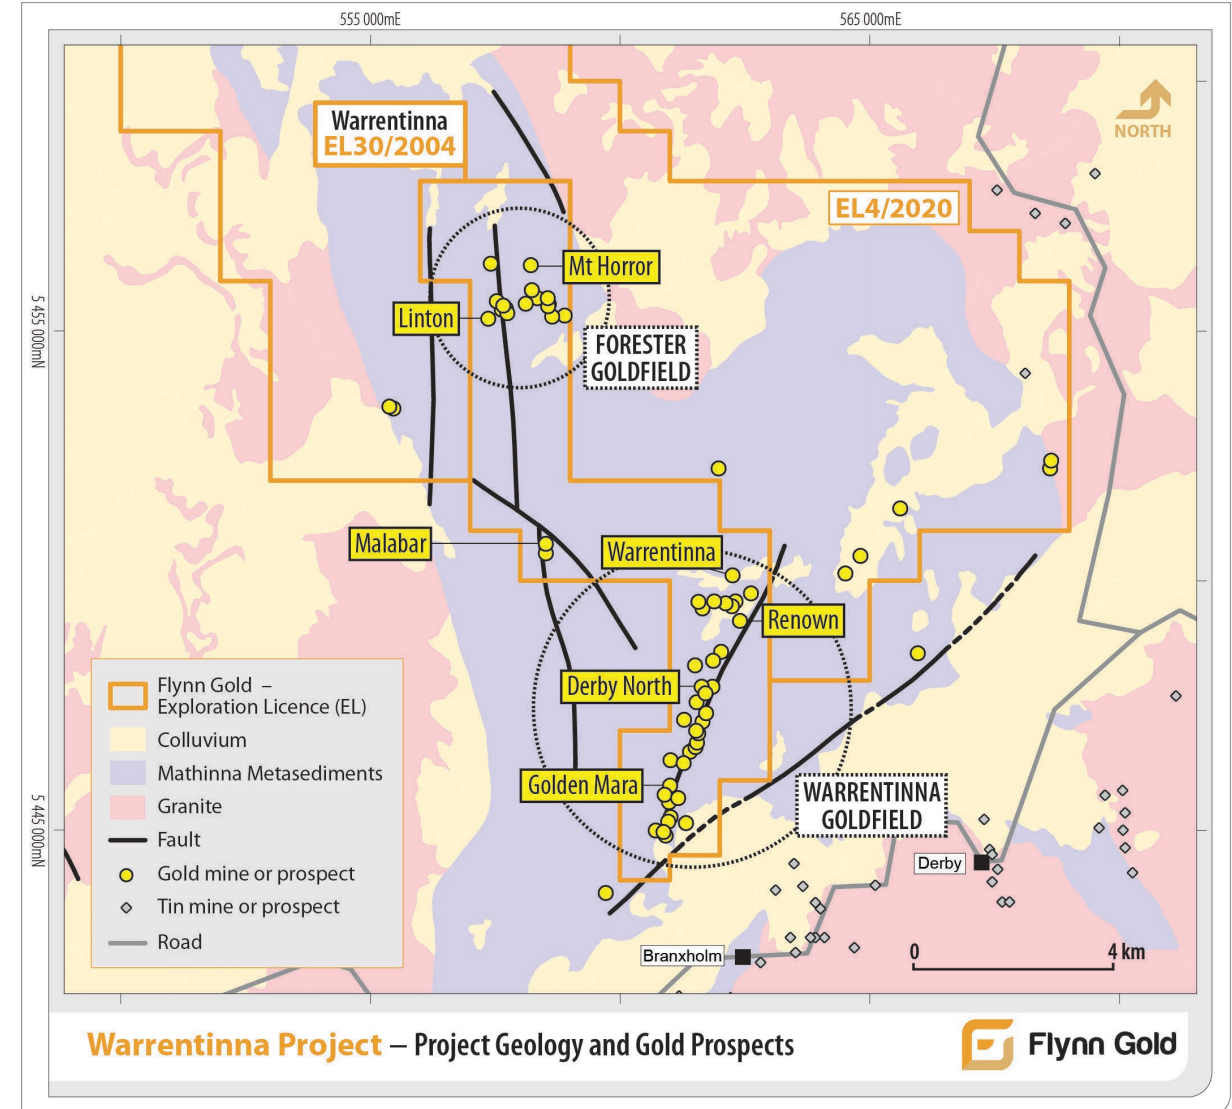 555 000mE
565 000mE
Warrentinna
EL30/2004
NORTH
EL4/2020
Mt Horror
5 455 000mN
Linton
FORESTER
GOLDFIELD
Malabar
Warrentinna
Renown
Derby North
Golden Mara
WARRENTINNA
GOLDFIELD
5 445 000mN
Derby
Branxholm
0
4 km
Flynn Gold –
Exploration Licence (EL)
Colluvium
Mathinna Metasediments
Granite
Fault
Gold mine or prospect
Tin mine or prospect
Road
Warrentinna Project – Project Geology and Gold Prospects
Flynn Gold